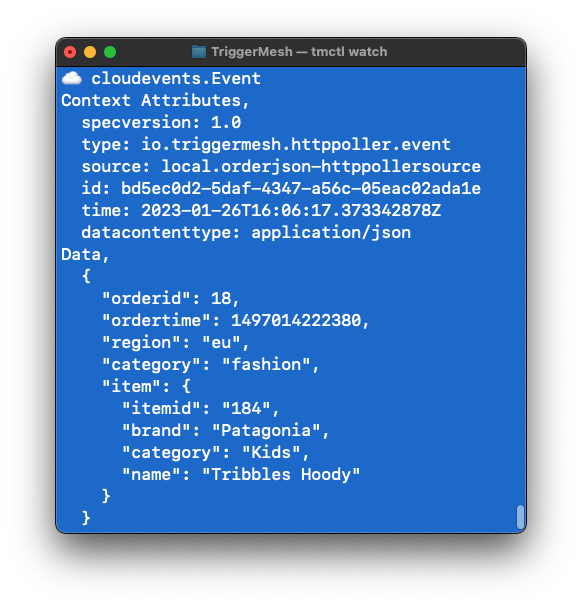 TriggerMesh — tmctl watch
☁️ cloudevents.Event
Context Attributes,
  specversion: 1.0
  type: io.triggermesh.httppoller.event
  source: local.orderjson-httppollersource
  id: bd5ec0d2-5daf-4347-a56c-05eac02ada1e
  time: 2023-01-26T16:06:17.373342878Z
  datacontenttype: application/json
Data,
  {
    "orderid": 18,
    "ordertime": 1497014222380,
    "region": "eu",
    "category": "fashion",
    "item": {
      "itemid": "184",
      "brand": "Patagonia",
      "category": "Kids",
      "name": "Tribbles Hoody"
    }
  }